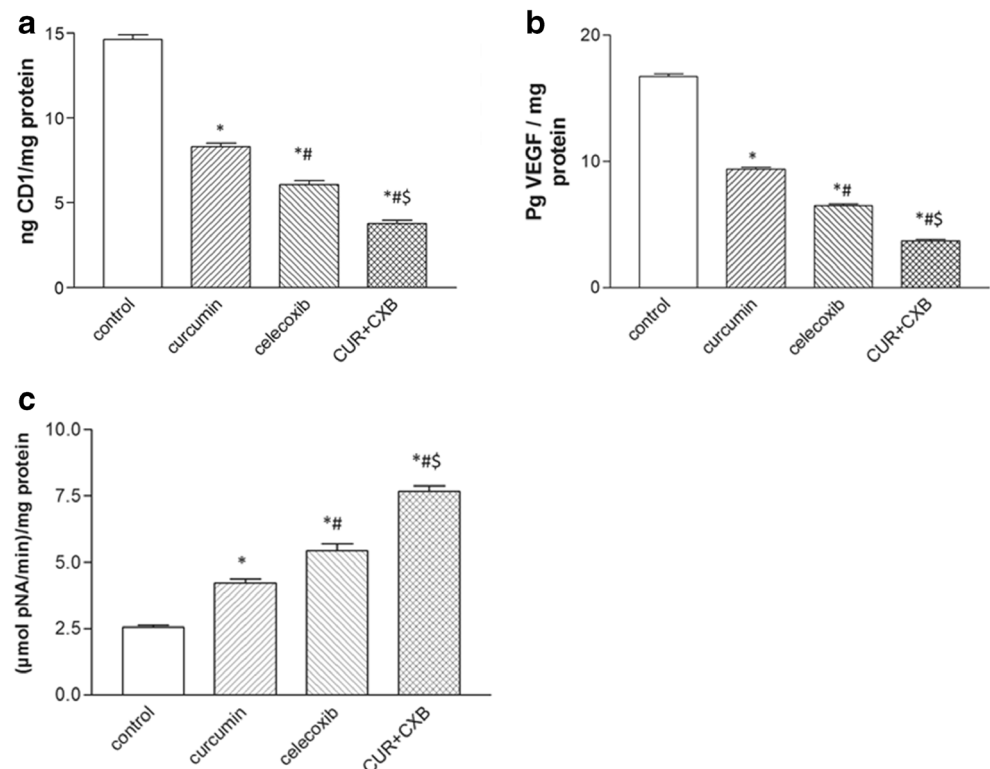 a
15
10
5
0
ng CD1/mg protein
*
*#
*#$
control
curcumin
celecoxib
CUR+CXB
b
20
10
0
Pg VEGF / mg
protein
*
*#
*#$
control
curcumin
celecoxib
CUR+CXB
c
10.0
7.5
5.0
2.5
0.0
(µmol pNA/min)/mg protein
*
*#
*#$
control
curcumin
celecoxib
CUR+CXB